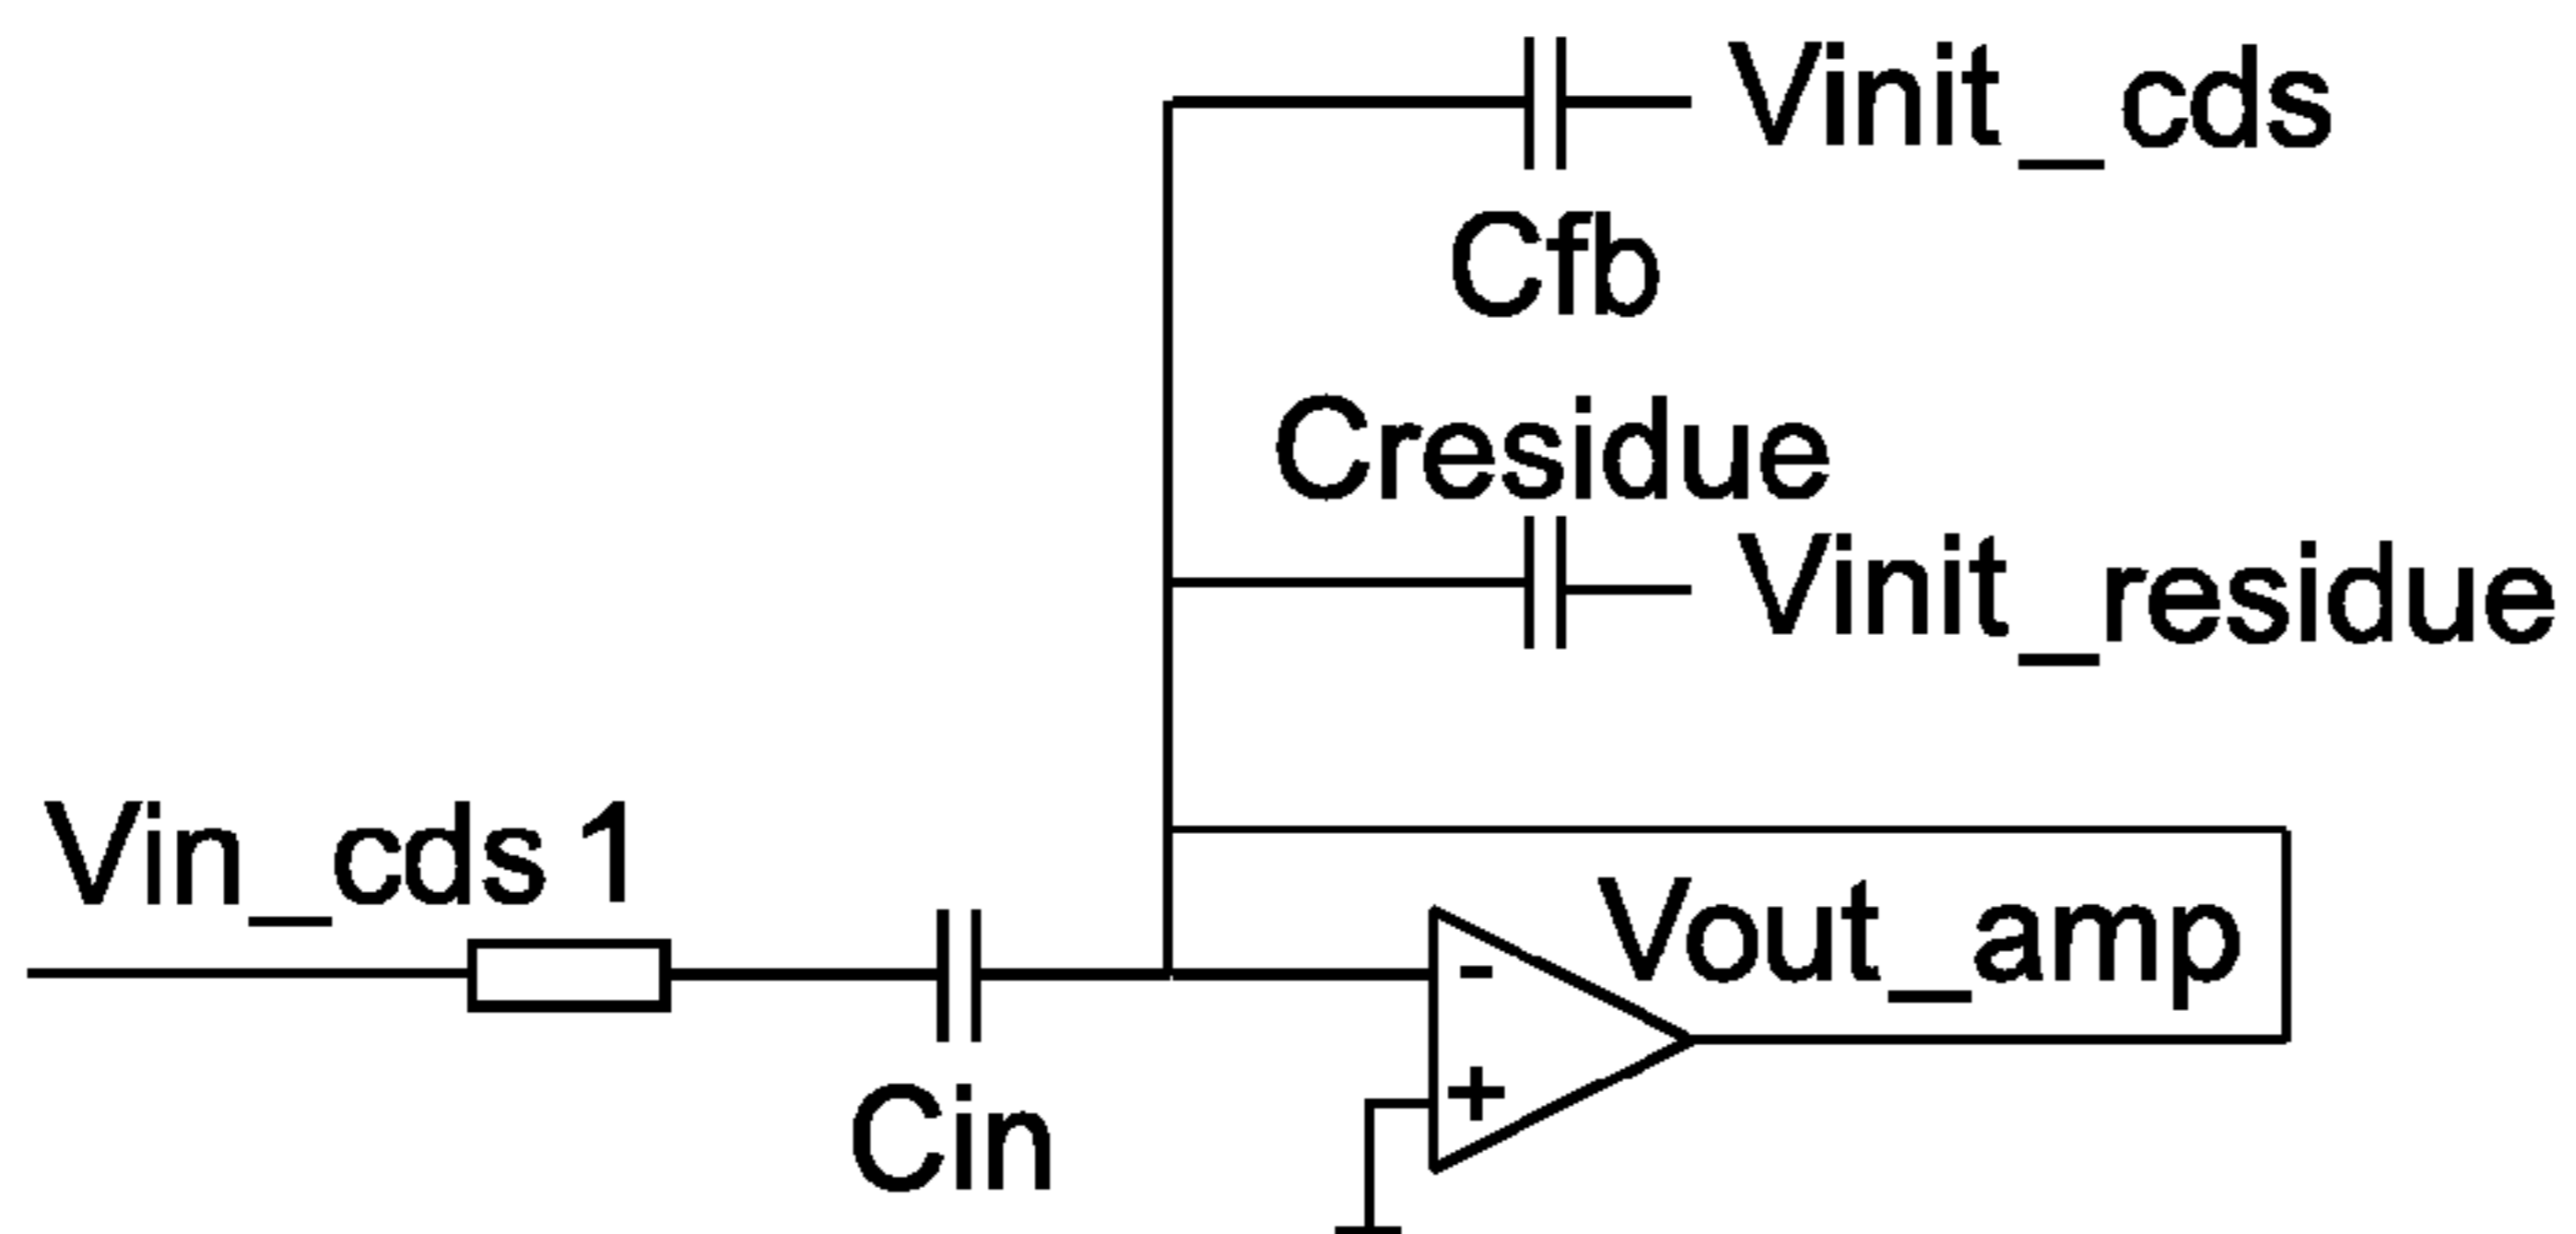 Vinit_cds
Cfb
Cresidue
Vinit_residue
Vin_cds 1
Vout_amp
-
+
Cin